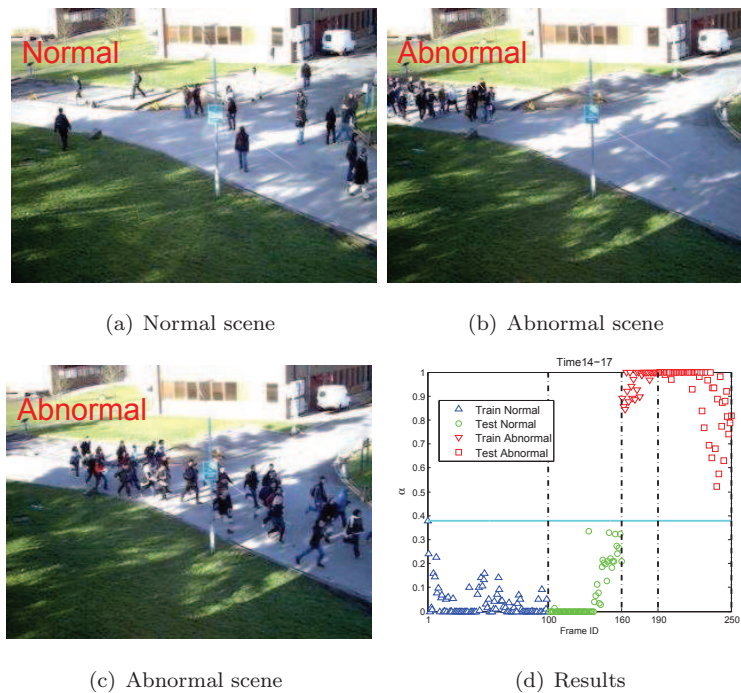 Normal
Abnormal
(a) Normal scene
(b) Abnormal scene
Abnormal
Time14−17
1
0.9
0.8
0.7
0.6
0.5
0.4
0.3
0.2
0.1
0
α
Train Normal
Test Normal
Train Abnormal
Test Abnormal
1
100
160
190
250
Frame ID
(c) Abnormal scene
(d) Results